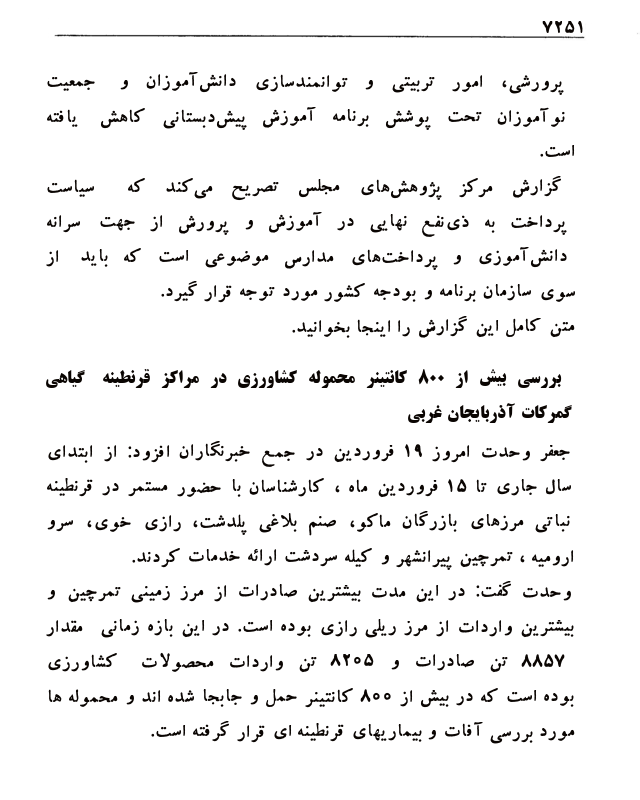 ۷۲۵۱
پرورشی، امور تربیتی و توانمندسازی دانش‌آموزان و جمعیت
نوآموزان تحت پوشش برنامه آموزش پیش‌دبستانی کاهش یافته
است.
گزارش مرکز پژوهش‌های مجلس تصریح می‌کند که سیاست
پرداخت به ذی‌نفع نهایی در آموزش و پرورش از جهت سرانه
دانش‌آموزی و پرداخت‌های مدارس موضوعی است که باید از
سوی سازمان برنامه و بودجه کشور مورد توجه قرار گیرد.
متن کامل این گزارش را اینجا بخوانید.
بررسی بیش از ۸۰۰ کانتینر محموله کشاورزی در مراکز قرنطینه گیاهی
گمرکات آذربایجان غربی
جعفر وحدت امروز ۱۹ فروردین در جمع خبرنگاران افزود: از ابتدای
سال جاری تا ۱۵ فروردین ماه ، کارشناسان با حضور مستمر در قرنطینه
نباتی مرزهای بازرگان ماکو، صنم بلاغی پلدشت، رازی خوی، سرو
ارومیه ، تمرچین پیرانشهر و کیله سردشت ارائه خدمات کردند.
وحدت گفت: در این مدت بیشترین صادرات از مرز زمینی تمرچین و
بیشترین واردات از مرز ریلی رازی بوده است. در این بازه زمانی مقدار
۸۸۵۷ تن صادرات و ۸۲۰۵ تن واردات محصولات کشاورزی
بوده است که در بیش از ۸۰۰ کانتینر حمل و جابجا شده اند و محموله ها
مورد بررسی آفات و بیماریهای قرنطینه ای قرار گرفته است.